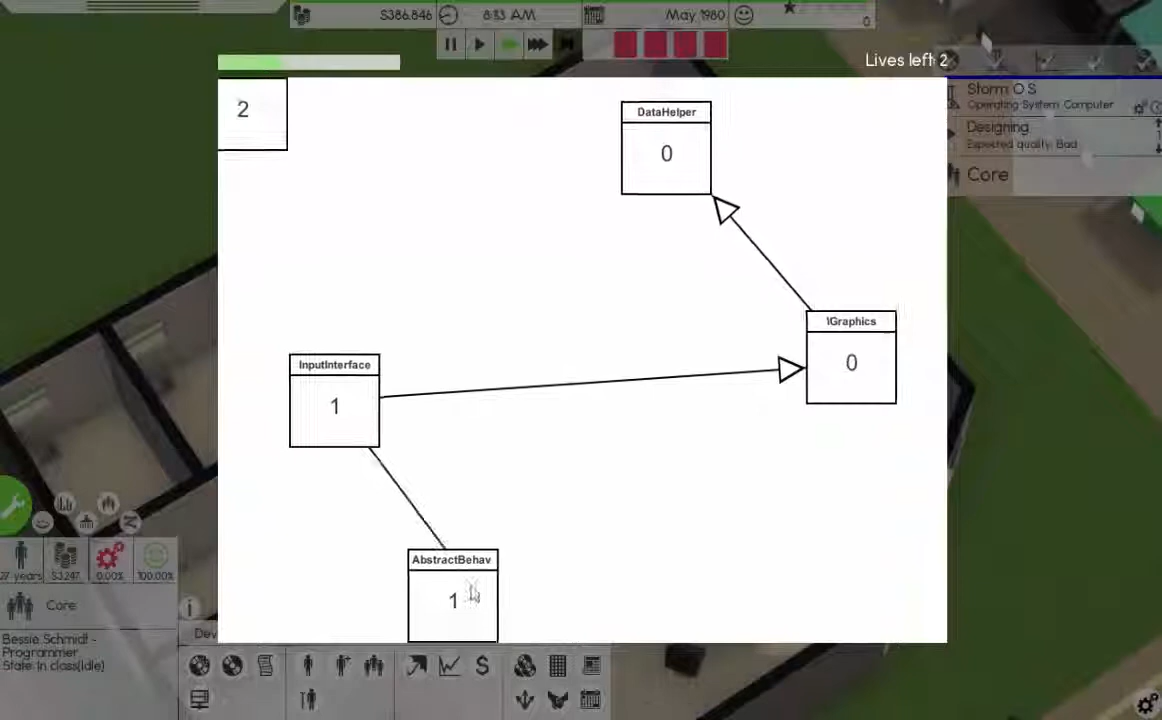 $386.846
8:33 AM
May 1980
0
Lives left: 2
Storm O S
Operating System Computer
Designing
Expected quality: Bad
Core
2
DataHelper
0
IGraphics
0
InputInterface
1
AbstractBehav
1
27 years
$3.247
0.00%
100.00%
Core
Bessie Schmidt -
Programmer
State: In class(Idle)
Dev